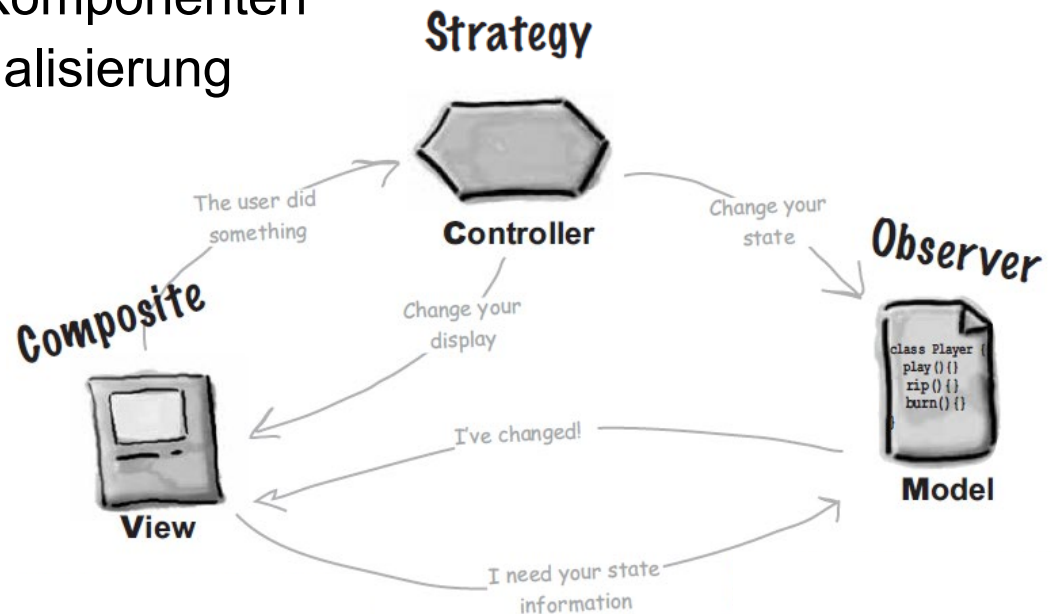 komponenten
alisierung
Strategy
The user did
something
Controller
Change your
state
Observer
Composite
Change your
display
class Player {
play(){}
rip(){}
burn(){}
}
I've changed!
View
Model
I need your state
information